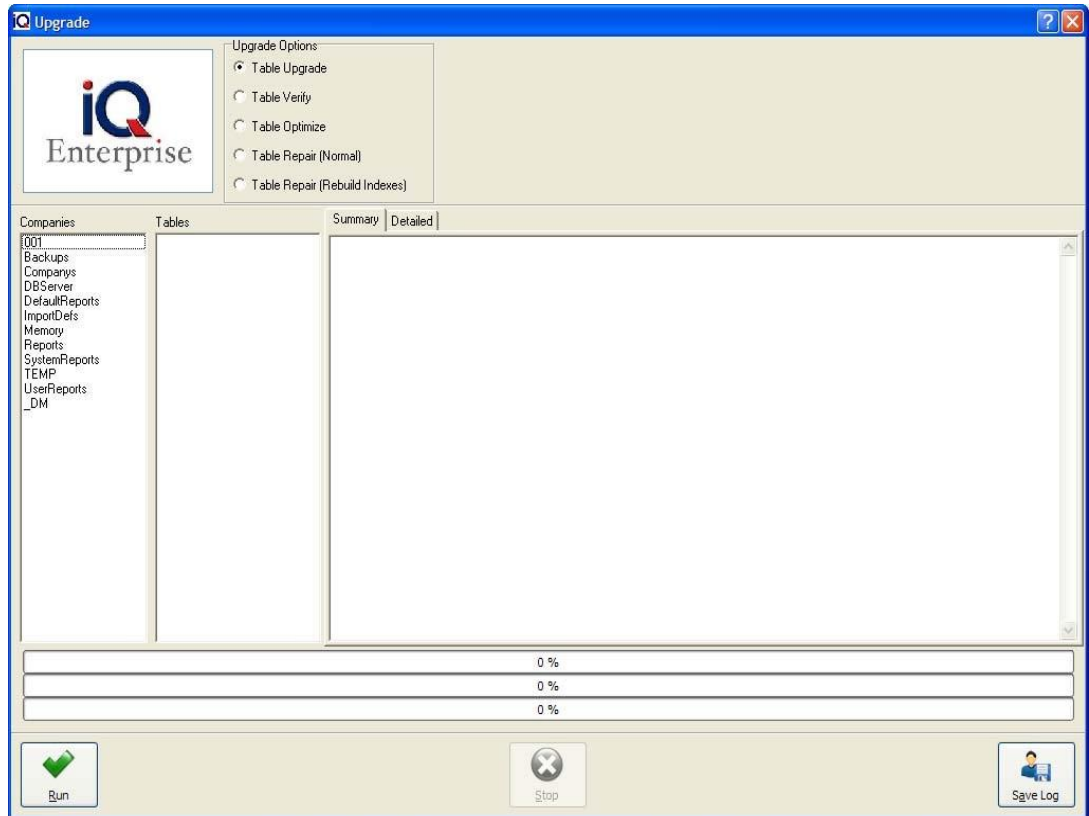 iQ Upgrade
Upgrade Options
iQ
Enterprise
Table Upgrade
Table Verify
Table Optimize
Table Repair (Normal)
Table Repair (Rebuild Indexes)
Companies
Tables
Summary
Detailed
001
Backups
Companys
DBServer
DefaultReports
ImportDefs
Memory
Reports
SystemReports
TEMP
UserReports
_DM
0 %
0 %
0 %
Run
Stop
Save Log